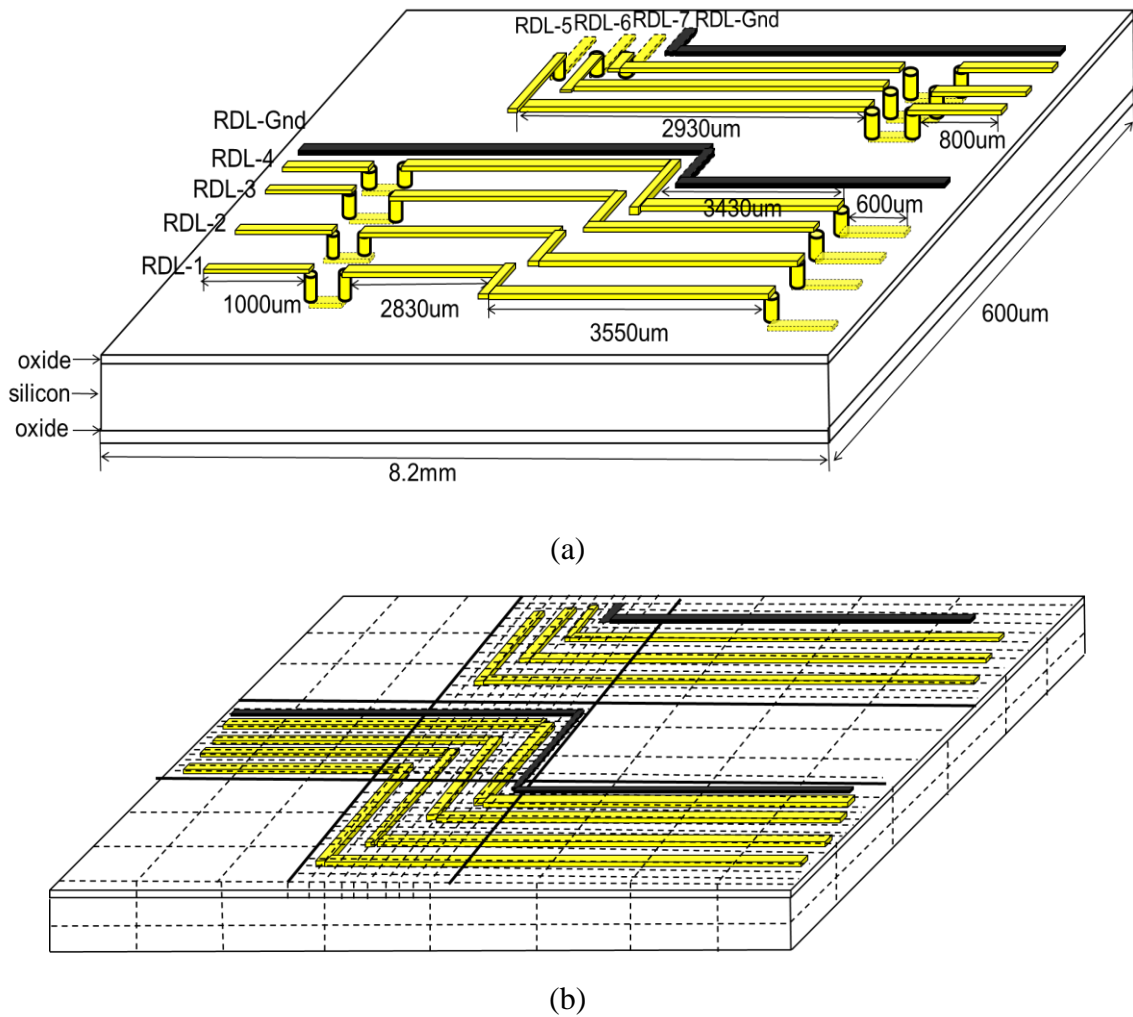 RDL-5 RDL-6 RDL-7 RDL-Gnd
2930um
800um
RDL-Gnd
RDL-4
RDL-3
RDL-2
RDL-1
3430um
600um
1000um
2830um
3550um
600um
oxide
silicon
oxide
8.2mm
(a)
(b)